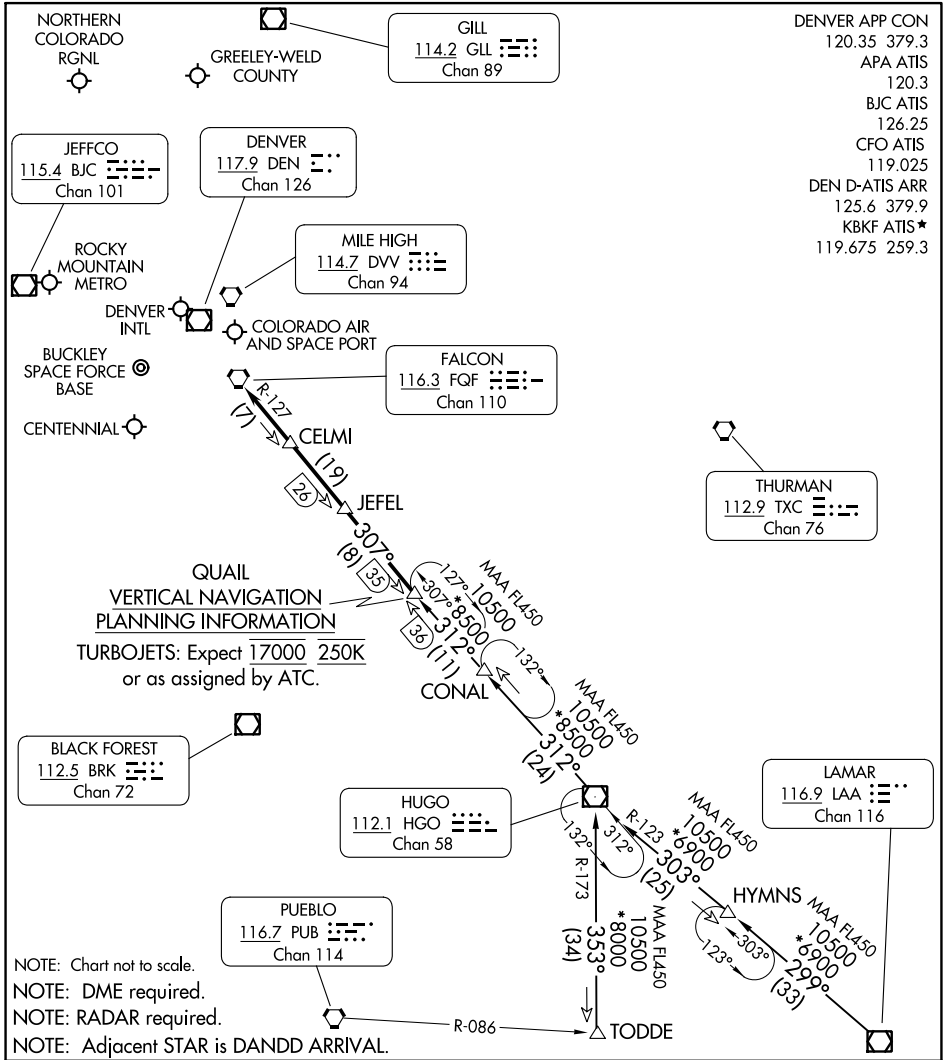 NORTHERN
COLORADO
RGNL
GREELEY-WELD
COUNTY
GILL
114.2 GLL
Chan 89
DENVER APP CON
120.35 379.3
APA ATIS
120.3
BJC ATIS
126.25
CFO ATIS
119.025
DEN D-ATIS ARR
125.6 379.9
KBKF ATIS★
119.675 259.3
JEFFCO
115.4 BJC
Chan 101
DENVER
117.9 DEN
Chan 126
MILE HIGH
114.7 DVV
Chan 94
ROCKY
MOUNTAIN
METRO
DENVER
INTL
COLORADO AIR
AND SPACE PORT
BUCKLEY
SPACE FORCE
BASE
CENTENNIAL
FALCON
116.3 FQF
Chan 110
R-127
(7)
CELMI
(19)
26
JEFEL
307°
(8)
35
THURMAN
112.9 TXC
Chan 76
QUAIL
VERTICAL NAVIGATION
PLANNING INFORMATION
TURBOJETS: Expect 17000 250K
or as assigned by ATC.
127°
307°
MAA FL450
10500
*8500
312°
36
(11)
CONAL
132°
MAA FL450
10500
*8500
312°
(24)
BLACK FOREST
112.5 BRK
Chan 72
HUGO
112.1 HGO
Chan 58
132°
312°
LAMAR
116.9 LAA
Chan 116
R-123
MAA FL450
10500
*6900
303°
(25)
HYMNS
303°
123°
MAA FL450
10500
*6900
299°
(33)
R-173
MAA FL450
10500
*8000
353°
(34)
PUEBLO
116.7 PUB
Chan 114
R-086
TODDE
NOTE: Chart not to scale.
NOTE: DME required.
NOTE: RADAR required.
NOTE: Adjacent STAR is DANDD ARRIVAL.